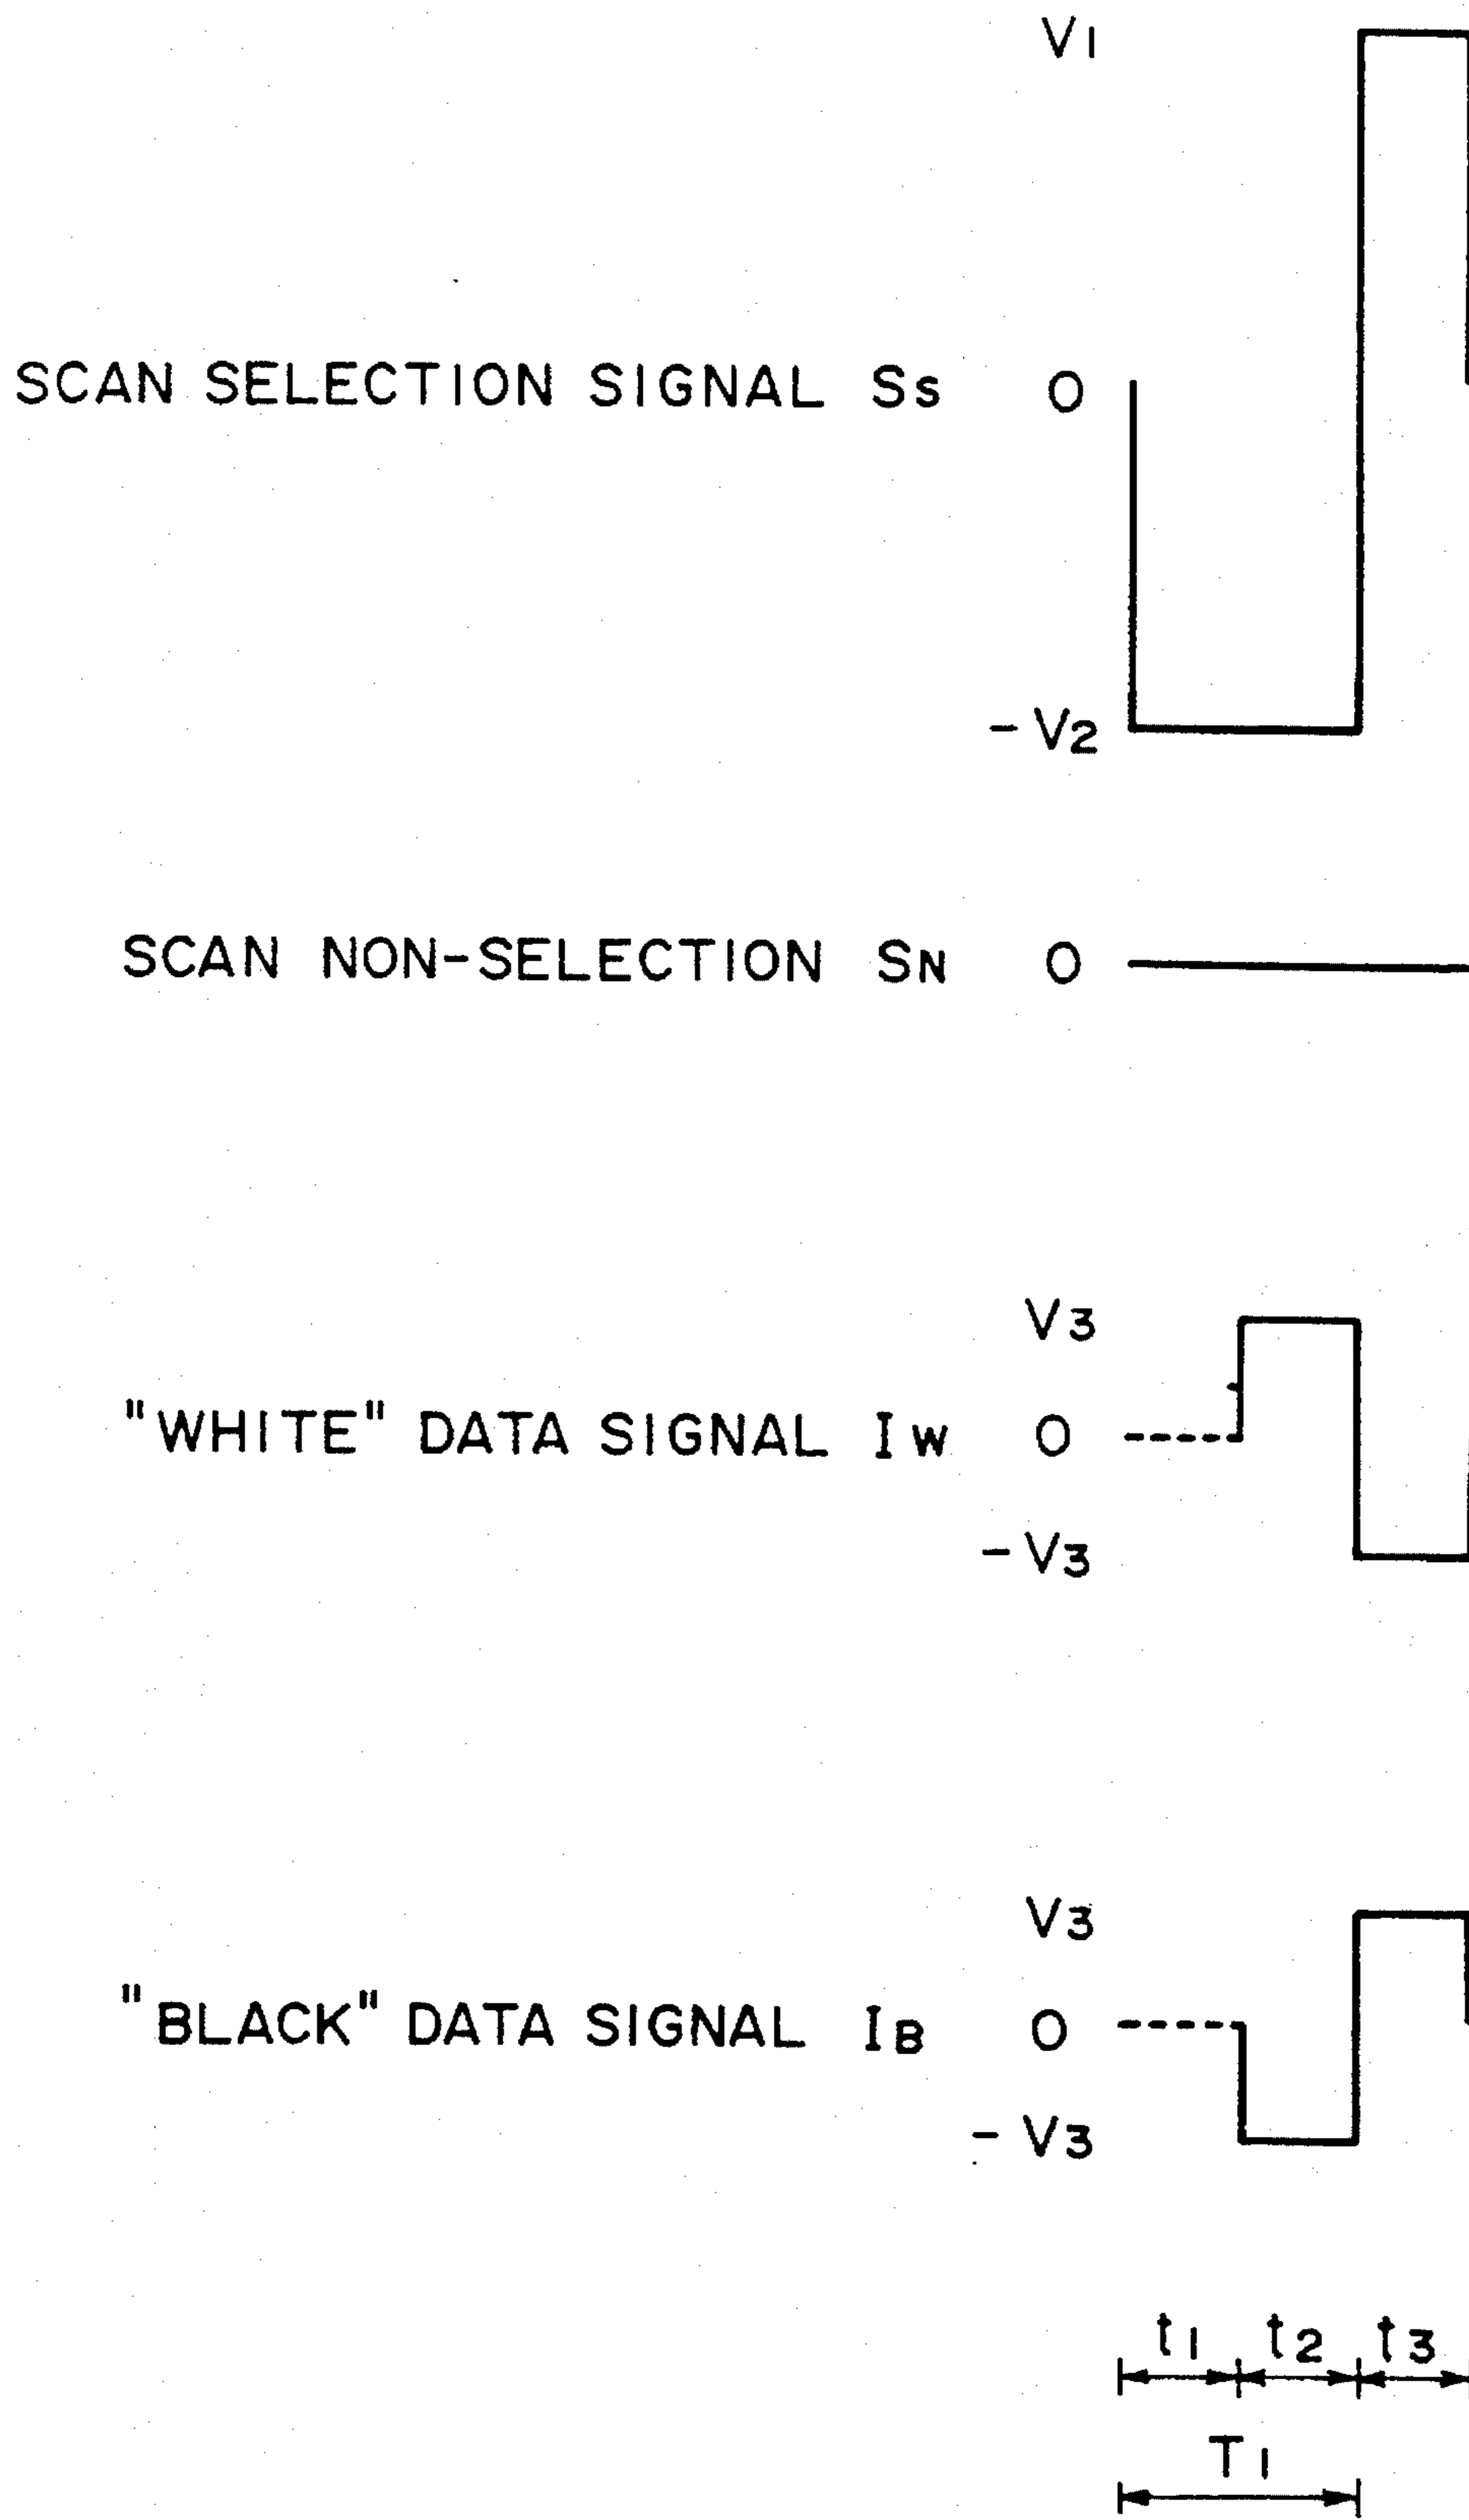 V1
SCAN SELECTION SIGNAL Ss 0
-V2
SCAN NON-SELECTION SN 0
V3
"WHITE" DATA SIGNAL IW 0
-V3
V3
"BLACK" DATA SIGNAL IB 0
-V3
t1 t2 t3
T1